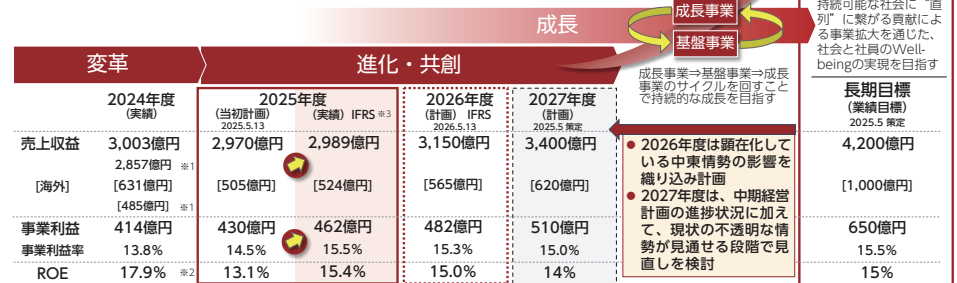 持続可能な社会に“直
列”に繋がる貢献によ
る事業拡大を通じた、
社会と社員のWell-
beingの実現を目指す
成長
成長事業
基盤事業
成長事業⇒基盤事業⇒成長
事業のサイクルを回すこと
で持続的な成長を目指す
変革
進化・共創
2024年度
(実績)
2025年度
(当初計画)
2025.5.13
(実績) IFRS ※3
2026年度
(計画) IFRS
2026.5.13
2027年度
(計画)
2025.5 策定
長期目標
(業績目標)
2025.5 策定
売上収益 3,003億円 2,970億円 2,989億円 3,150億円 3,400億円 4,200億円
2,857億円 ※1
[海外] [631億円] [505億円] [524億円] [565億円] [620億円] [1,000億円]
[485億円] ※1
事業利益 414億円 430億円 462億円 482億円 510億円 650億円
事業利益率 13.8% 14.5% 15.5% 15.3% 15.0% 15.5%
ROE 17.9% ※2 13.1% 15.4% 15.0% 14% 15%
● 2026年度は顕在化して
いる中東情勢の影響を
織り込み計画
● 2027年度は、中期経営
計画の進捗状況に加え
て、現状の不透明な情
勢が見通せる段階で見
直しを検討